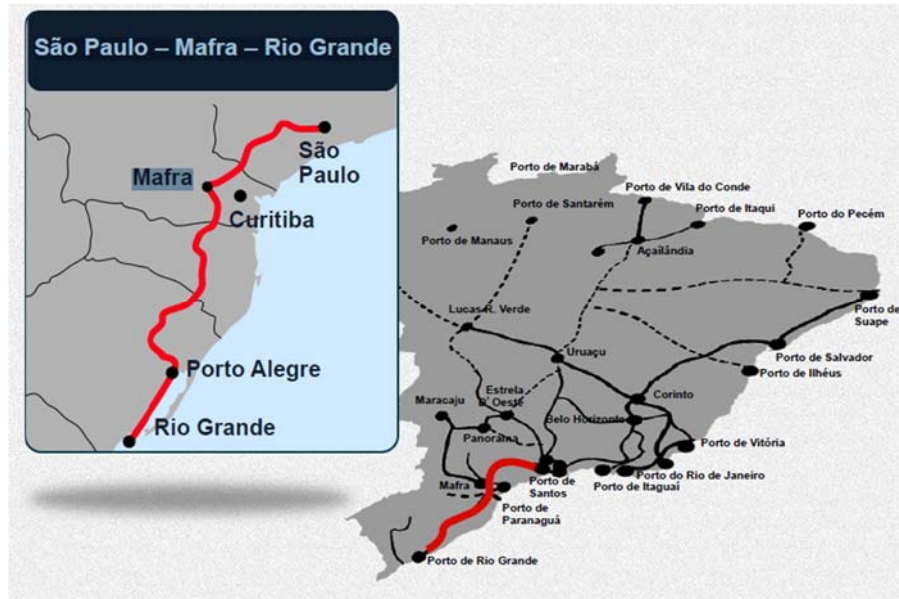 São Paulo – Mafra – Rio Grande
São
Paulo
Mafra
Curitiba
Porto Alegre
Rio Grande
Porto de Marabá
Porto de Vila do Conde
Porto de Santarém
Porto de Itaqui
Porto do Pecém
Porto de Manaus
Açailândia
Lucas R. Verde
Porto de
Suape
Uruaçu
Porto de Salvador
Porto de Ilhéus
Estrela
D' Oeste
Maracaju
Corinto
Belo Horizonte
Panorama
Porto de Vitória
Porto do Rio de Janeiro
Porto de
Santos
Porto de Itaguaí
Mafra
Porto de
Paranaguá
Porto de Rio Grande